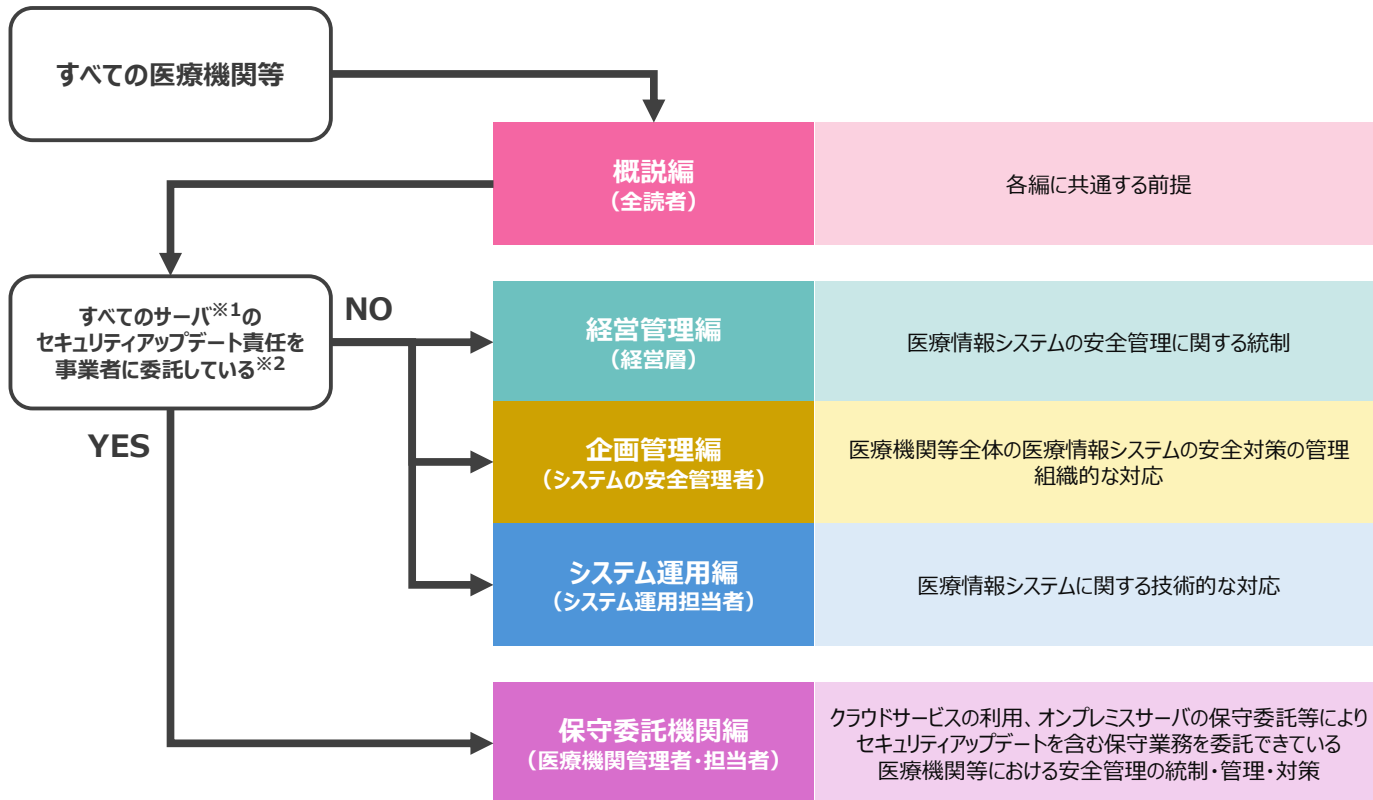 すべての医療機関等
概説編
（全読者）
各編に共通する前提
すべてのサーバ※1の
セキュリティアップデート責任を
事業者に委託している※2
NO
YES
経営管理編
（経営層）
医療情報システムの安全管理に関する統制
企画管理編
（システムの安全管理者）
医療機関等全体の医療情報システムの安全対策の管理
組織的な対応
システム運用編
（システム運用担当者）
医療情報システムに関する技術的な対応
保守委託機関編
（医療機関管理者・担当者）
クラウドサービスの利用、オンプレミスサーバの保守委託等により
セキュリティアップデートを含む保守業務を委託できている
医療機関等における安全管理の統制・管理・対策